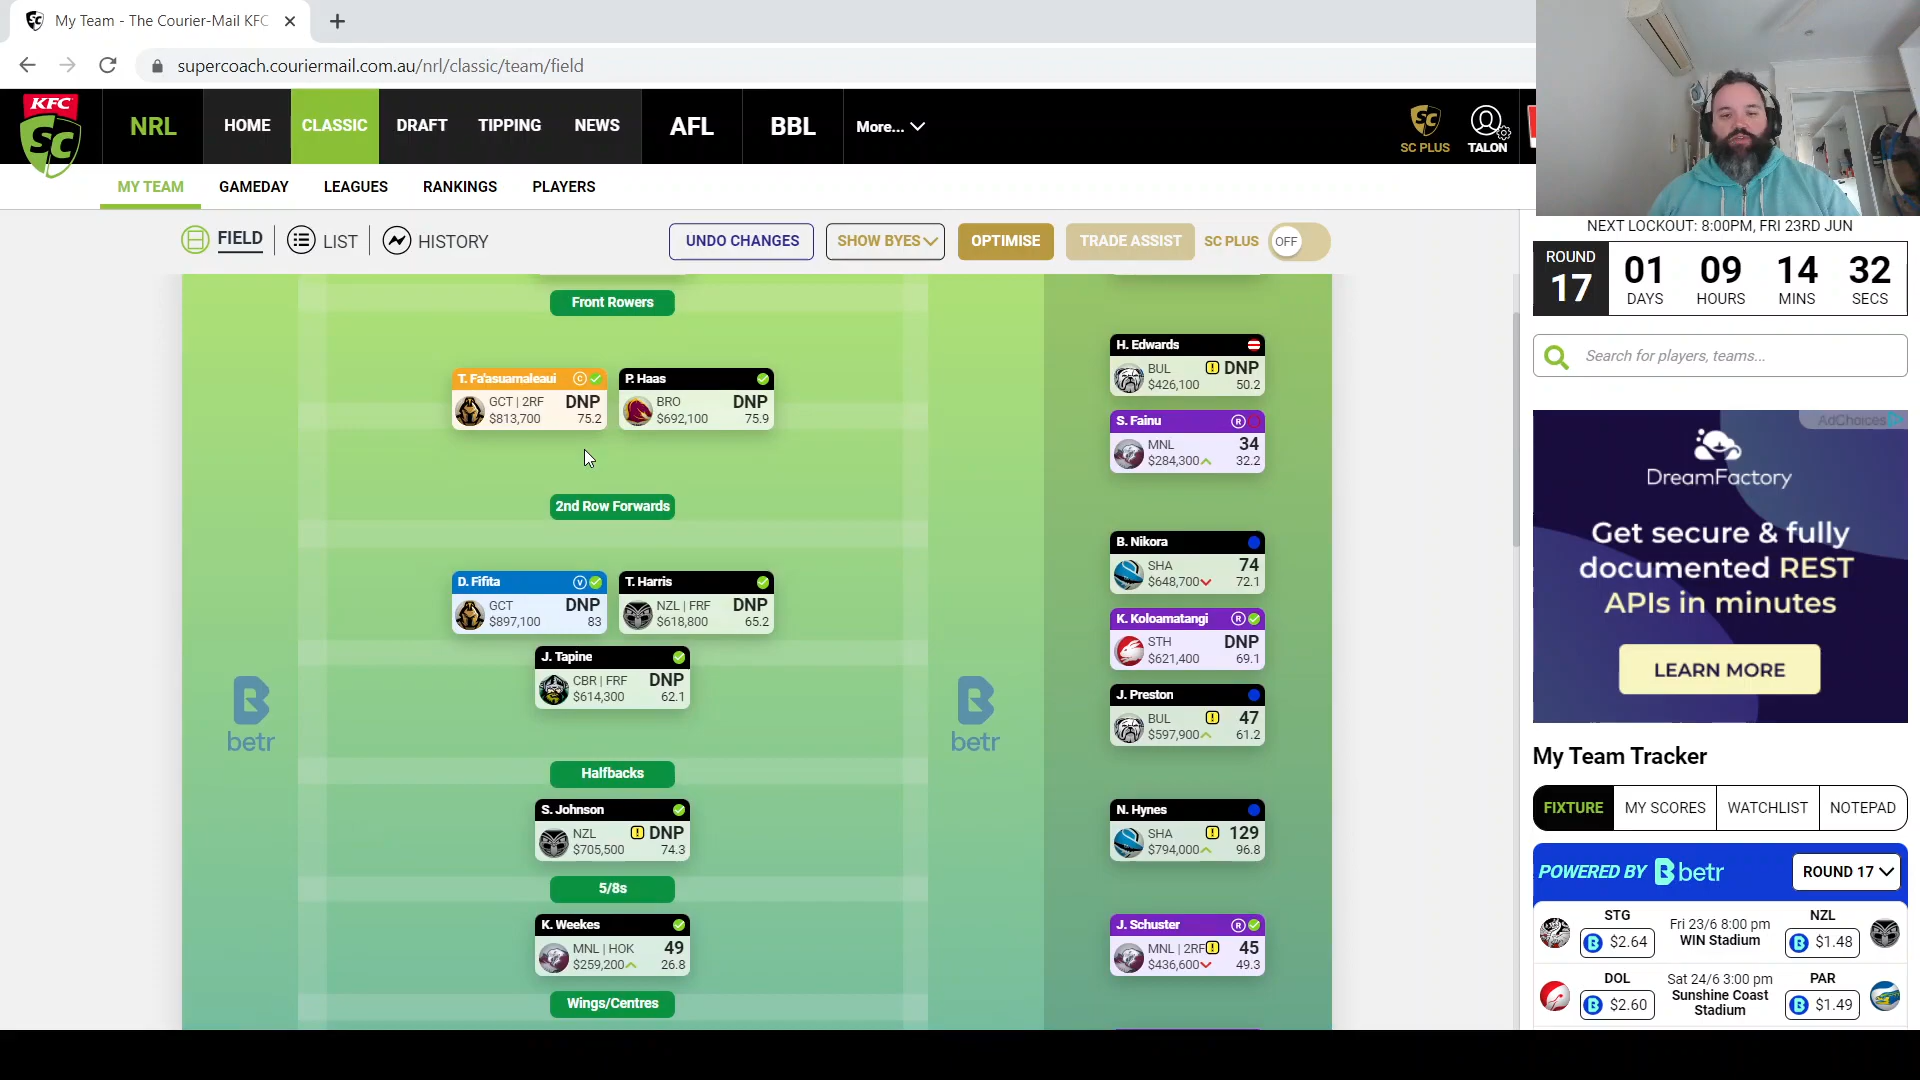 My Team - The Courier-Mail KFC
supercoach.couriermail.com.au/nrl/classic/team/field
KFC
SC
NRL
HOME
CLASSIC
DRAFT
TIPPING
NEWS
AFL
BBL
More...
SC
SC PLUS
TALON
MY TEAM
GAMEDAY
LEAGUES
RANKINGS
PLAYERS
FIELD
LIST
HISTORY
UNDO CHANGES
SHOW BYES
OPTIMISE
TRADE ASSIST
SC PLUS
OFF
Front Rowers
T. Fa'asuamaleaui C
GCT | 2RF DNP
$813,700 75.2
P. Haas
BRO DNP
$692,100 75.9
2nd Row Forwards
D. Fifita V
GCT DNP
$897,100 83
T. Harris
NZL | FRF DNP
$618,800 65.2
J. Tapine
CBR | FRF DNP
$614,300 62.1
B
betr
B
betr
Halfbacks
S. Johnson
NZL ! DNP
$705,500 74.3
5/8s
K. Weekes
MNL | HOK 49
$259,200 26.8
Wings/Centres
H. Edwards
BUL ! DNP
$426,100 50.2
S. Fainu R
MNL 34
$284,300 32.2
B. Nikora
SHA 74
$648,700 72.1
K. Koloamatangi R
STH DNP
$621,400 69.1
J. Preston
BUL ! 47
$597,900 61.2
N. Hynes
SHA ! 129
$794,000 96.8
J. Schuster R
MNL | 2RF ! 45
$436,600 49.3
NEXT LOCKOUT: 8:00PM, FRI 23RD JUN
ROUND
17
01 09 14 32
DAYS HOURS MINS SECS
Search for players, teams...
AdChoices
DreamFactory
Get secure & fully
documented REST
APIs in minutes
LEARN MORE
My Team Tracker
FIXTURE
MY SCORES
WATCHLIST
NOTEPAD
POWERED BY B betr
ROUND 17
STG
B $2.64
Fri 23/6 8:00 pm
WIN Stadium
NZL
B $1.48
DOL
B $2.60
Sat 24/6 3:00 pm
Sunshine Coast
Stadium
PAR
B $1.49